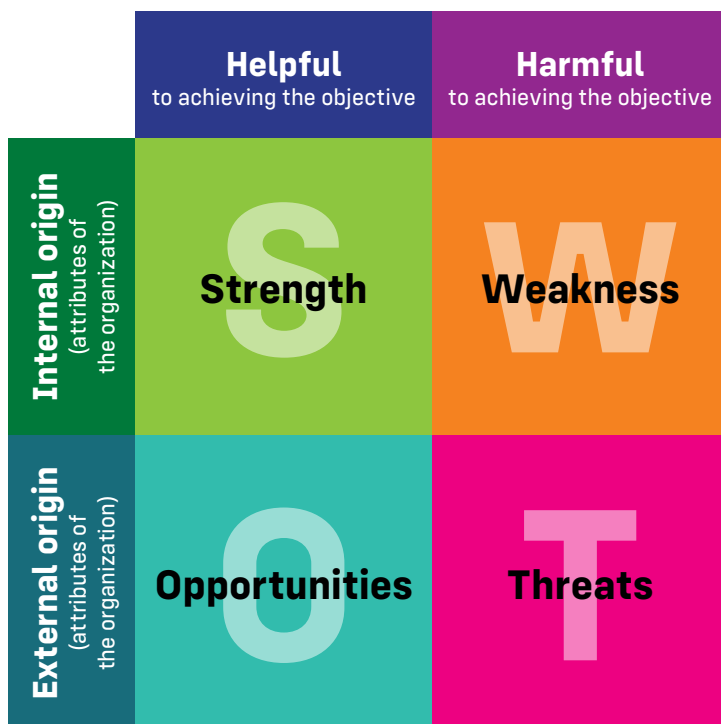 Helpful
to achieving the objective
Harmful
to achieving the objective
Internal origin
(attributes of
the organization)
S
Strength
W
Weakness
External origin
(attributes of
the organization)
O
Opportunities
T
Threats